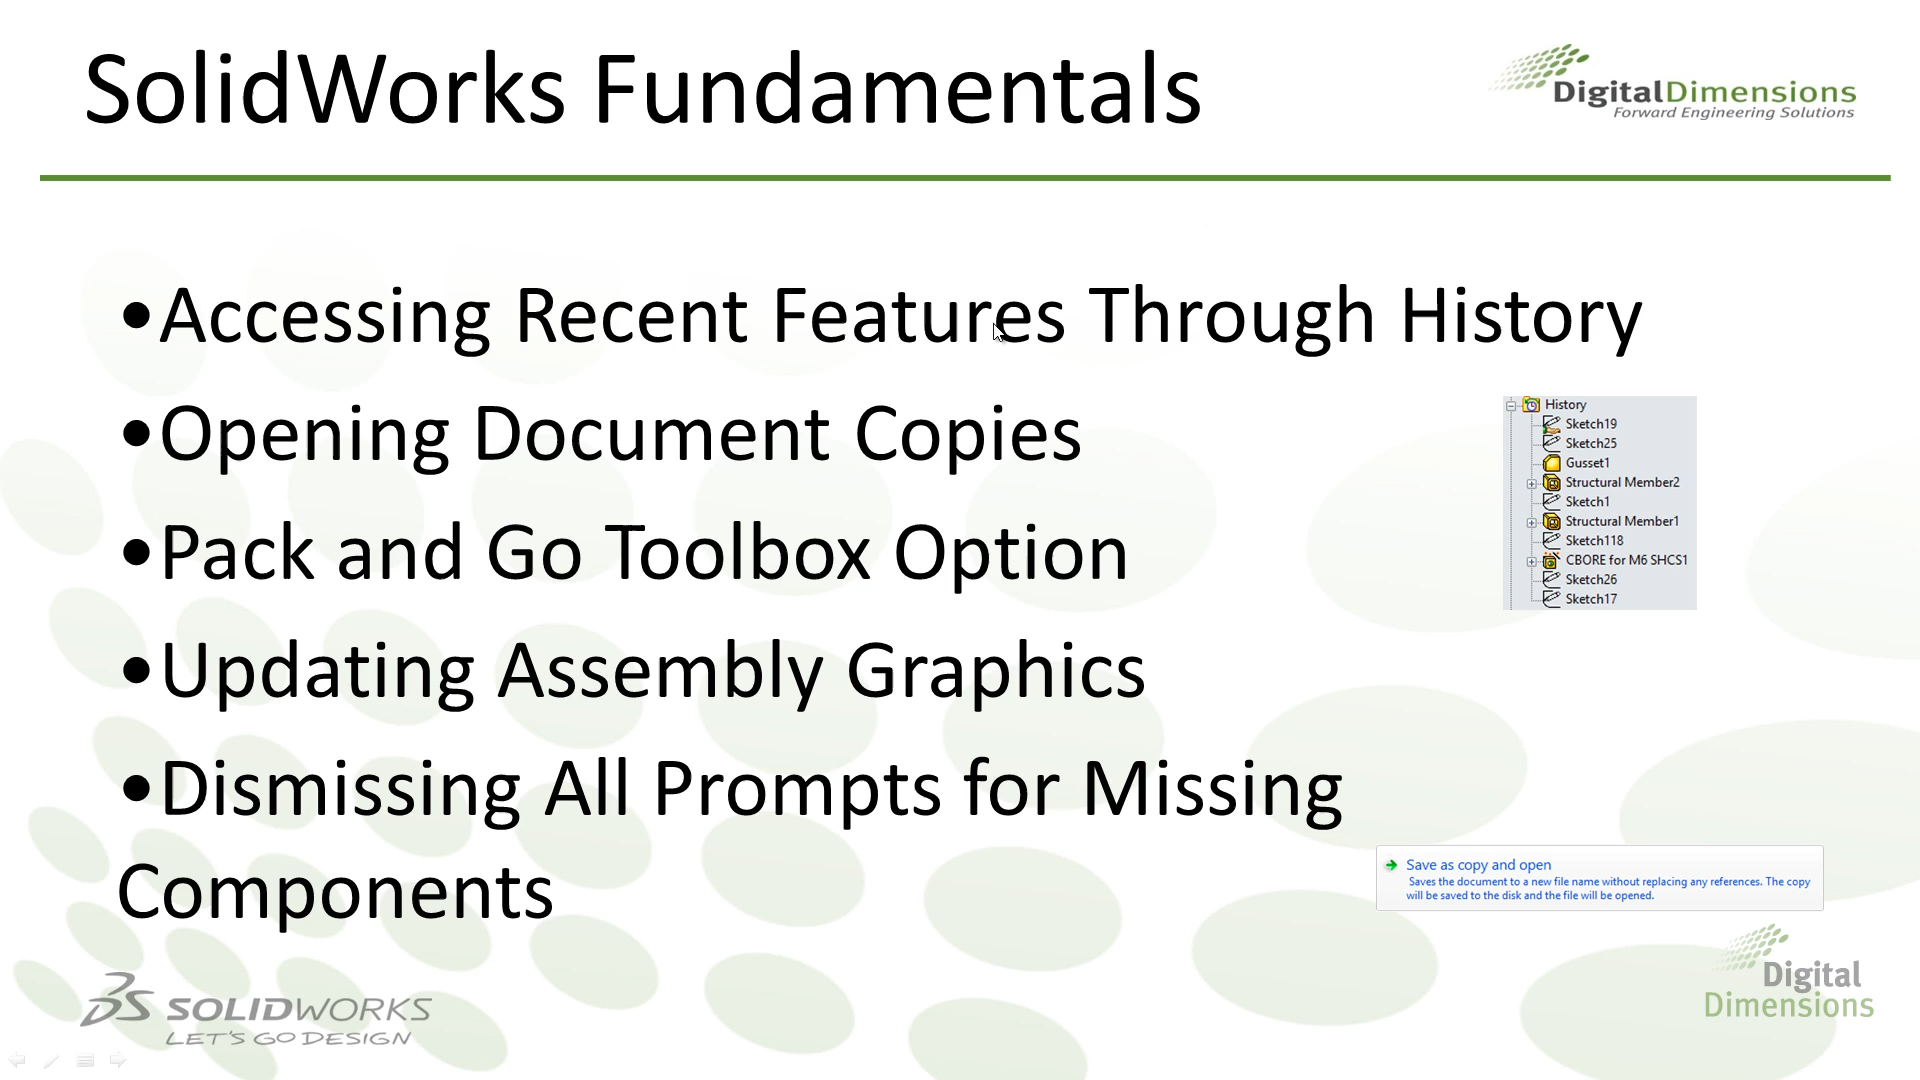 SolidWorks Fundamentals
DigitalDimensions
Forward Engineering Solutions
•Accessing Recent Features Through History
•Opening Document Copies
•Pack and Go Toolbox Option
•Updating Assembly Graphics
•Dismissing All Prompts for Missing
Components
History
Sketch19
Sketch25
Gusset1
Structural Member2
Sketch1
Structural Member1
Sketch118
CBORE for M6 SHCS1
Sketch26
Sketch17
Save as copy and open
Saves the document to a new file name without replacing any references. The copy
will be saved to the disk and the file will be opened.
SOLIDWORKS
LET'S GO DESIGN
Digital
Dimensions